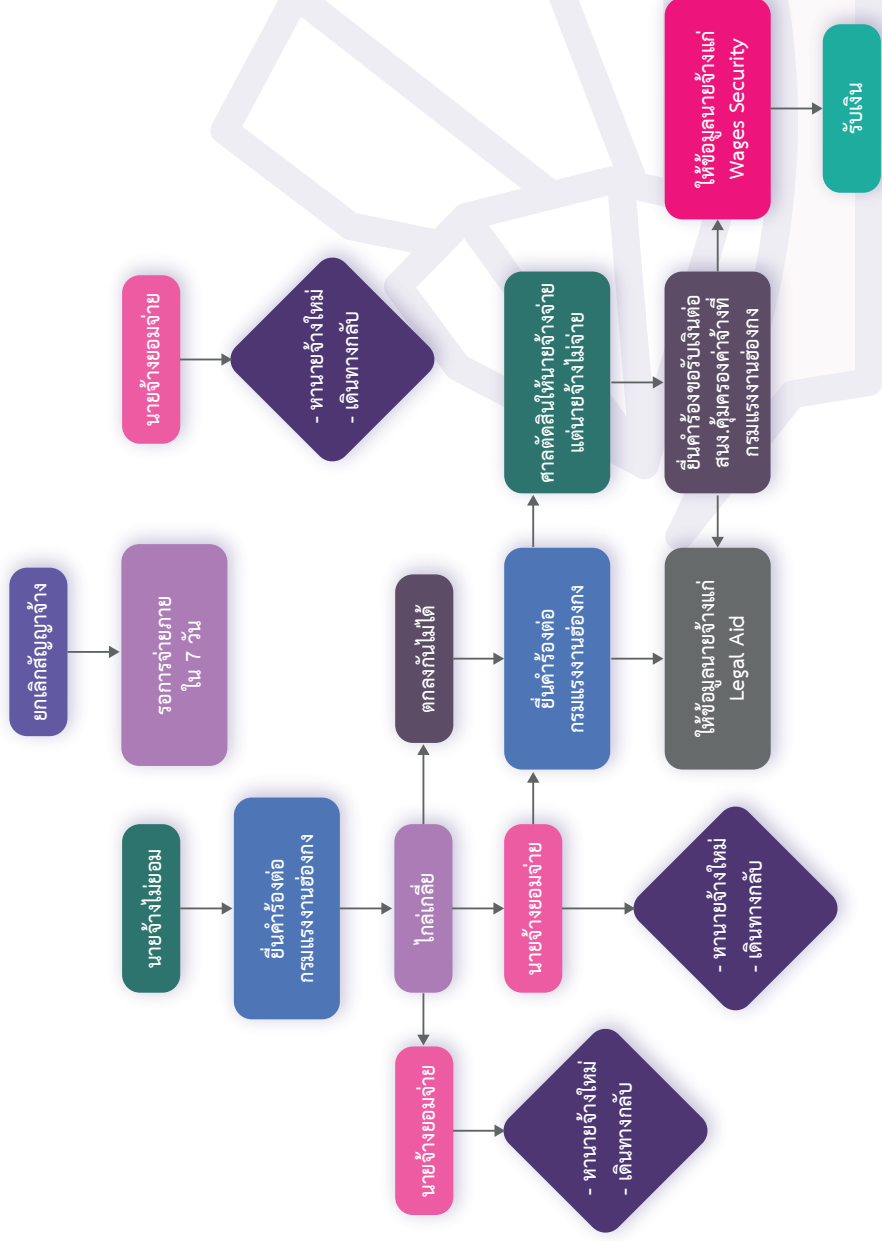 ยกเลิกสัญญาจ้าง
รอการจ่ายภาย
ใน 7 วัน
นายจ้างไม่ยอม
นายจ้างยอมจ่าย
ยื่นคำร้องต่อ
กรมแรงงานฮ่องกง
- หานายจ้างใหม่
- เดินทางกลับ
นายจ้างยอมจ่าย
ไกล่เกลี่ย
ตกลงกันไม่ได้
- หานายจ้างใหม่
- เดินทางกลับ
นายจ้างยอมจ่าย
ยื่นคำร้องต่อ
กรมแรงงานฮ่องกง
ศาลตัดสินให้นายจ้างจ่าย
แต่นายจ้างไม่จ่าย
- หานายจ้างใหม่
- เดินทางกลับ
ให้ข้อมูลนายจ้างแก่
Legal Aid
ยื่นคำร้องขอรับเงินต่อ
สนง.คุ้มครองค่าจ้างที่
กรมแรงงานฮ่องกง
ให้ข้อมูลนายจ้างแก่
Wages Security
รับเงิน